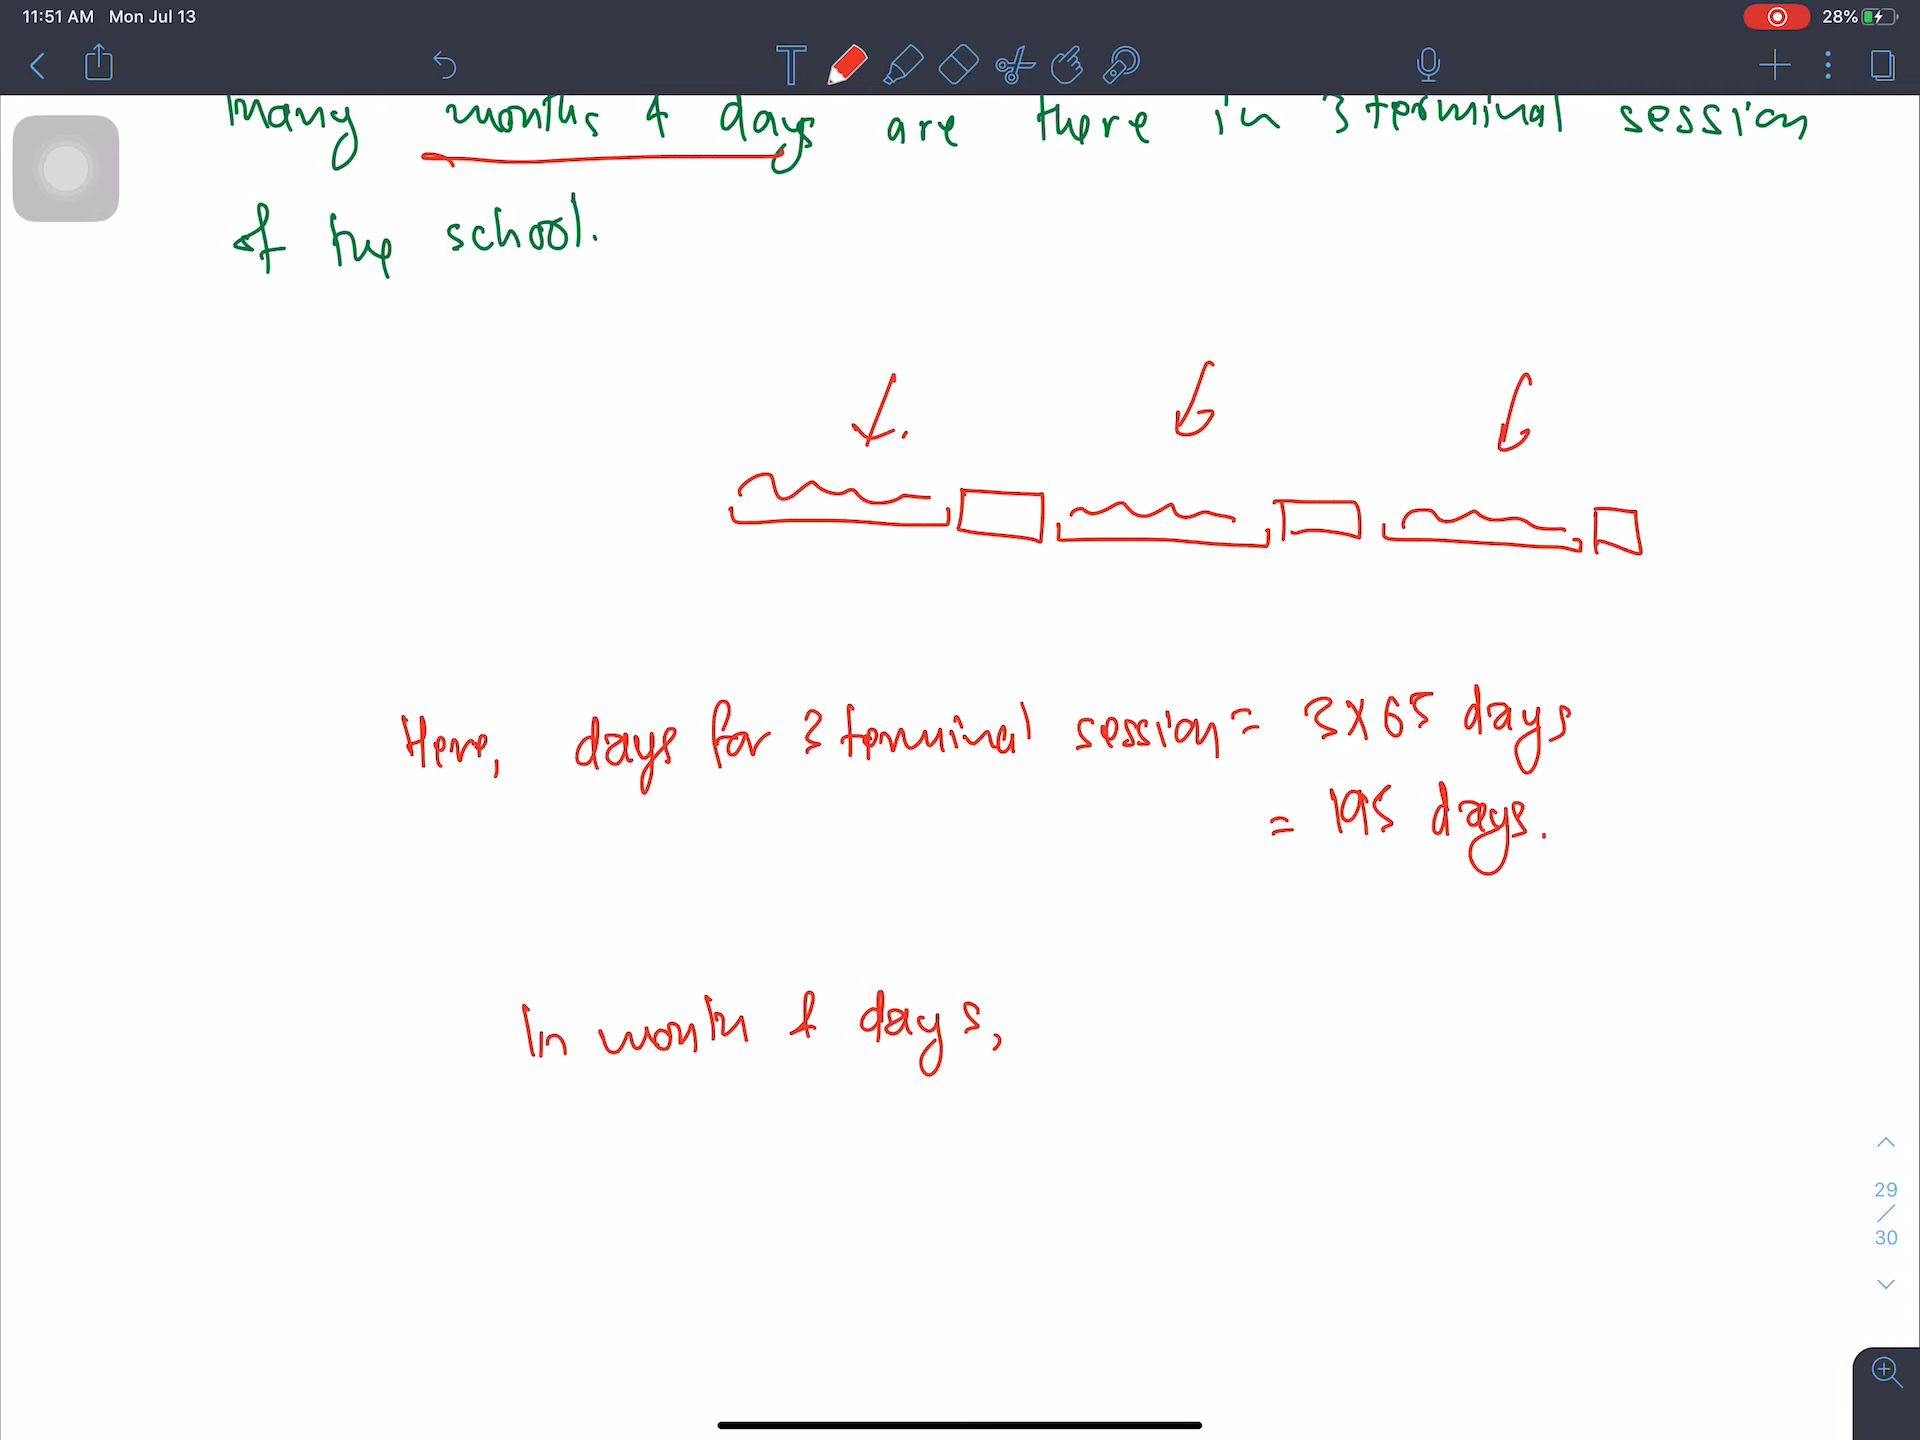 11:51 AM Mon Jul 13
28%
T
many months & days are there in 3 terminal session
of the school.
Here, days for 3 terminal session = 3 X 65 days
= 195 days.
In month & days,
29
/
30